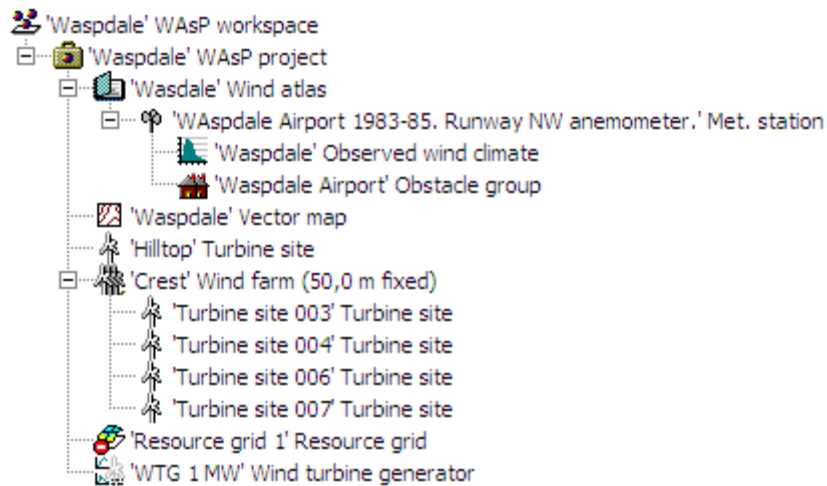 'Waspdale' WAsP workspace
'Waspdale' WAsP project
'Wasdale' Wind atlas
'WAspdale Airport 1983-85. Runway NW anemometer.' Met. station
'Waspdale' Observed wind climate
'Waspdale Airport' Obstacle group
'Waspdale' Vector map
'Hilltop' Turbine site
'Crest' Wind farm (50,0 m fixed)
'Turbine site 003' Turbine site
'Turbine site 004' Turbine site
'Turbine site 006' Turbine site
'Turbine site 007' Turbine site
'Resource grid 1' Resource grid
'WTG 1 MW' Wind turbine generator